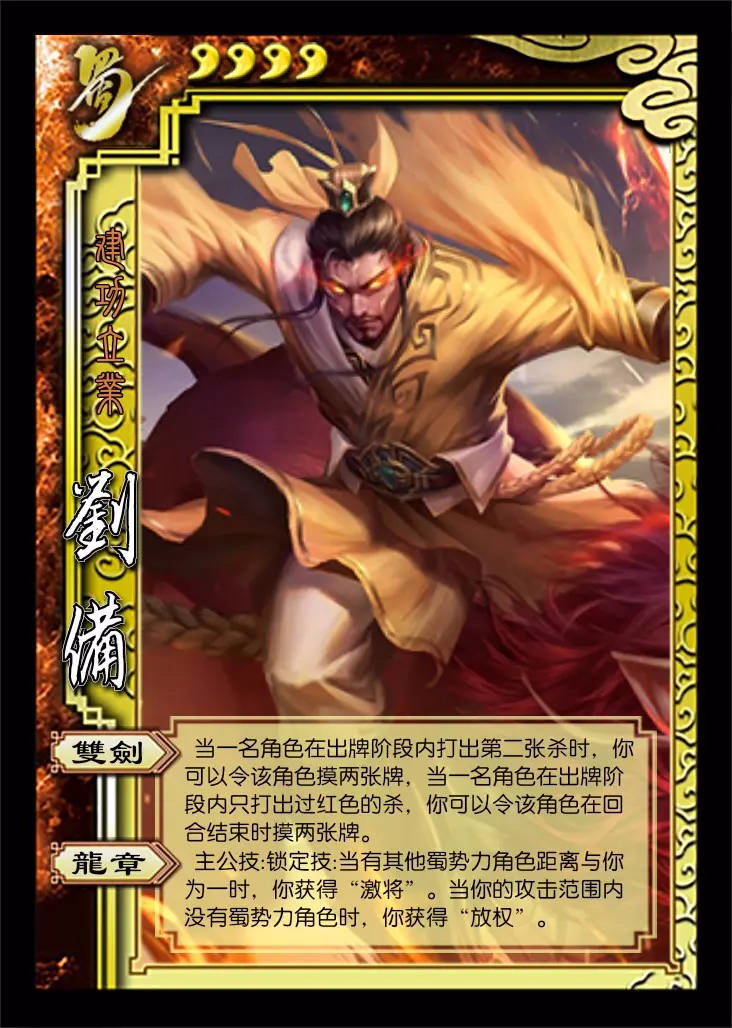 蜀
建功立業
劉備
雙劍
当一名角色在出牌阶段内打出第二张杀时，你
可以令该角色摸两张牌，当一名角色在出牌阶
段内只打出过红色的杀，你可以令该角色在回
合结束时摸两张牌。
龍章
主公技:锁定技:当有其他蜀势力角色距离与你
为一时，你获得“激将”。当你的攻击范围内
没有蜀势力角色时，你获得“放权”。